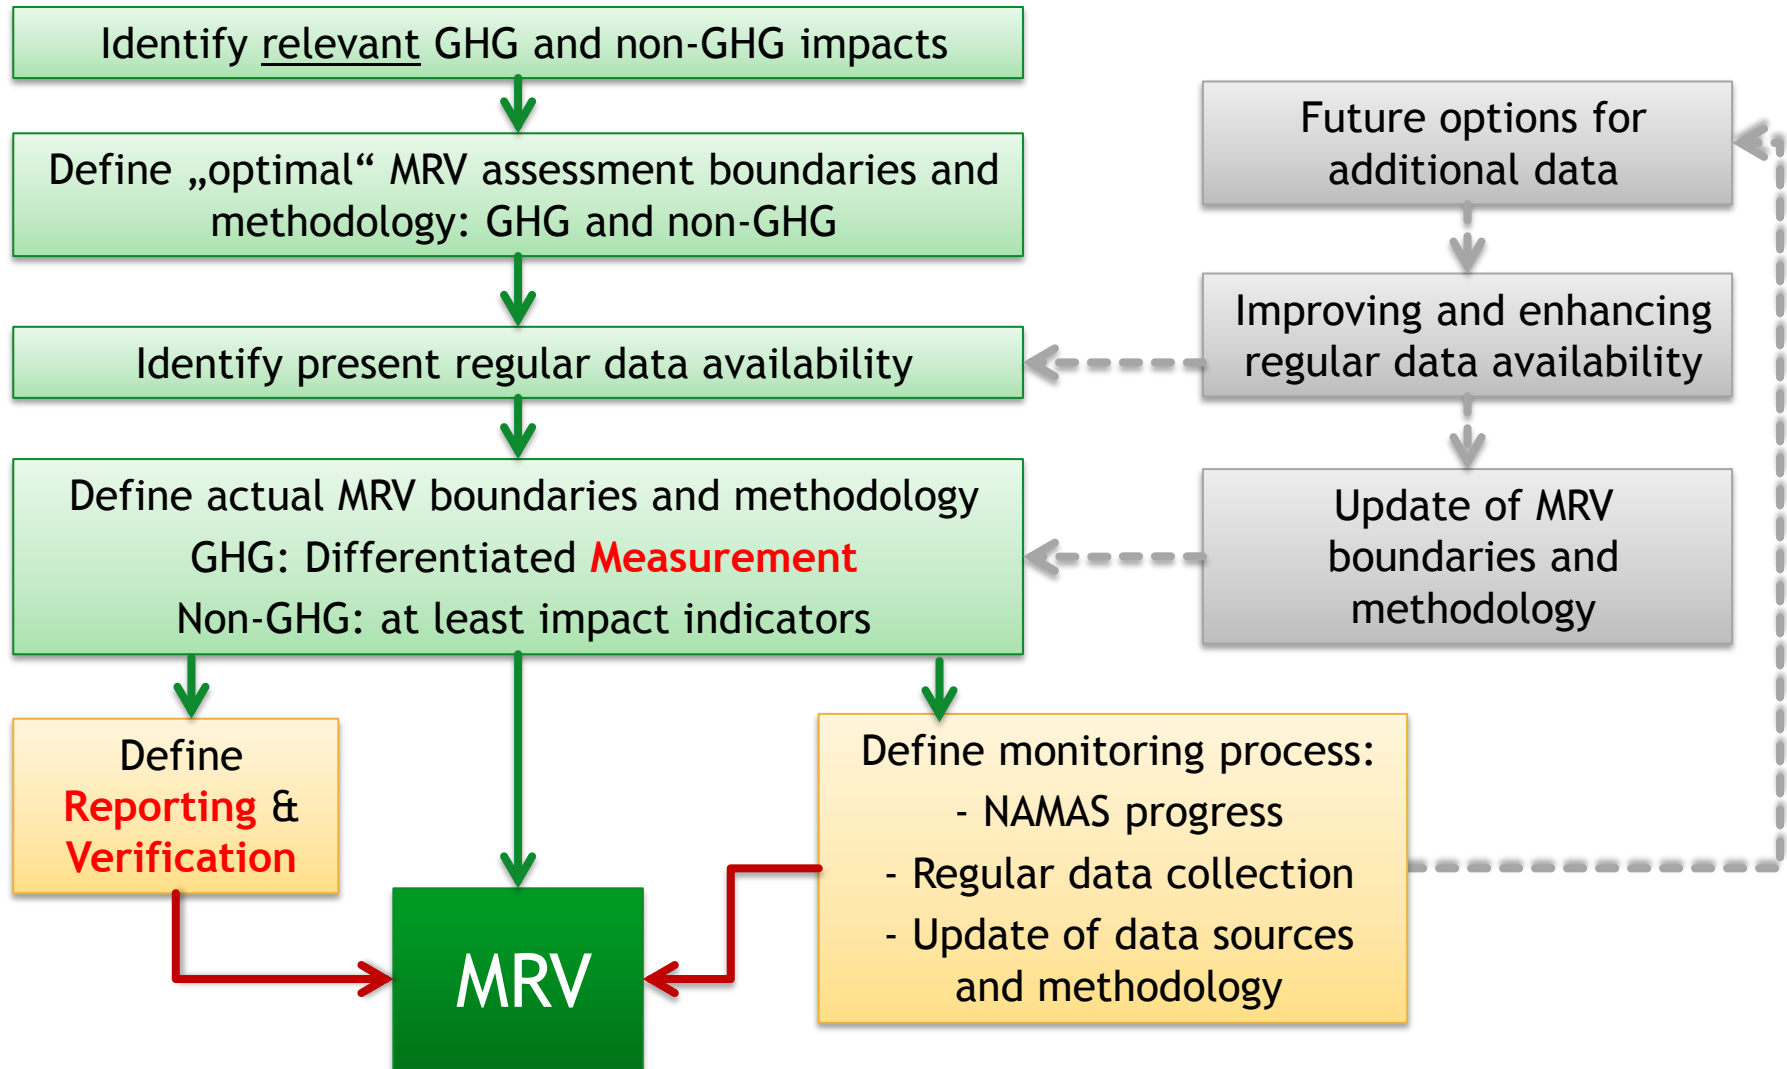 Identify relevant GHG and non-GHG impacts
Define „optimal“ MRV assessment boundaries and
methodology: GHG and non-GHG
Identify present regular data availability
Define actual MRV boundaries and methodology
GHG: Differentiated Measurement
Non-GHG: at least impact indicators
Define
Reporting &
Verification
MRV
Define monitoring process:
- NAMAS progress
- Regular data collection
- Update of data sources
and methodology
Future options for
additional data
Improving and enhancing
regular data availability
Update of MRV
boundaries and
methodology